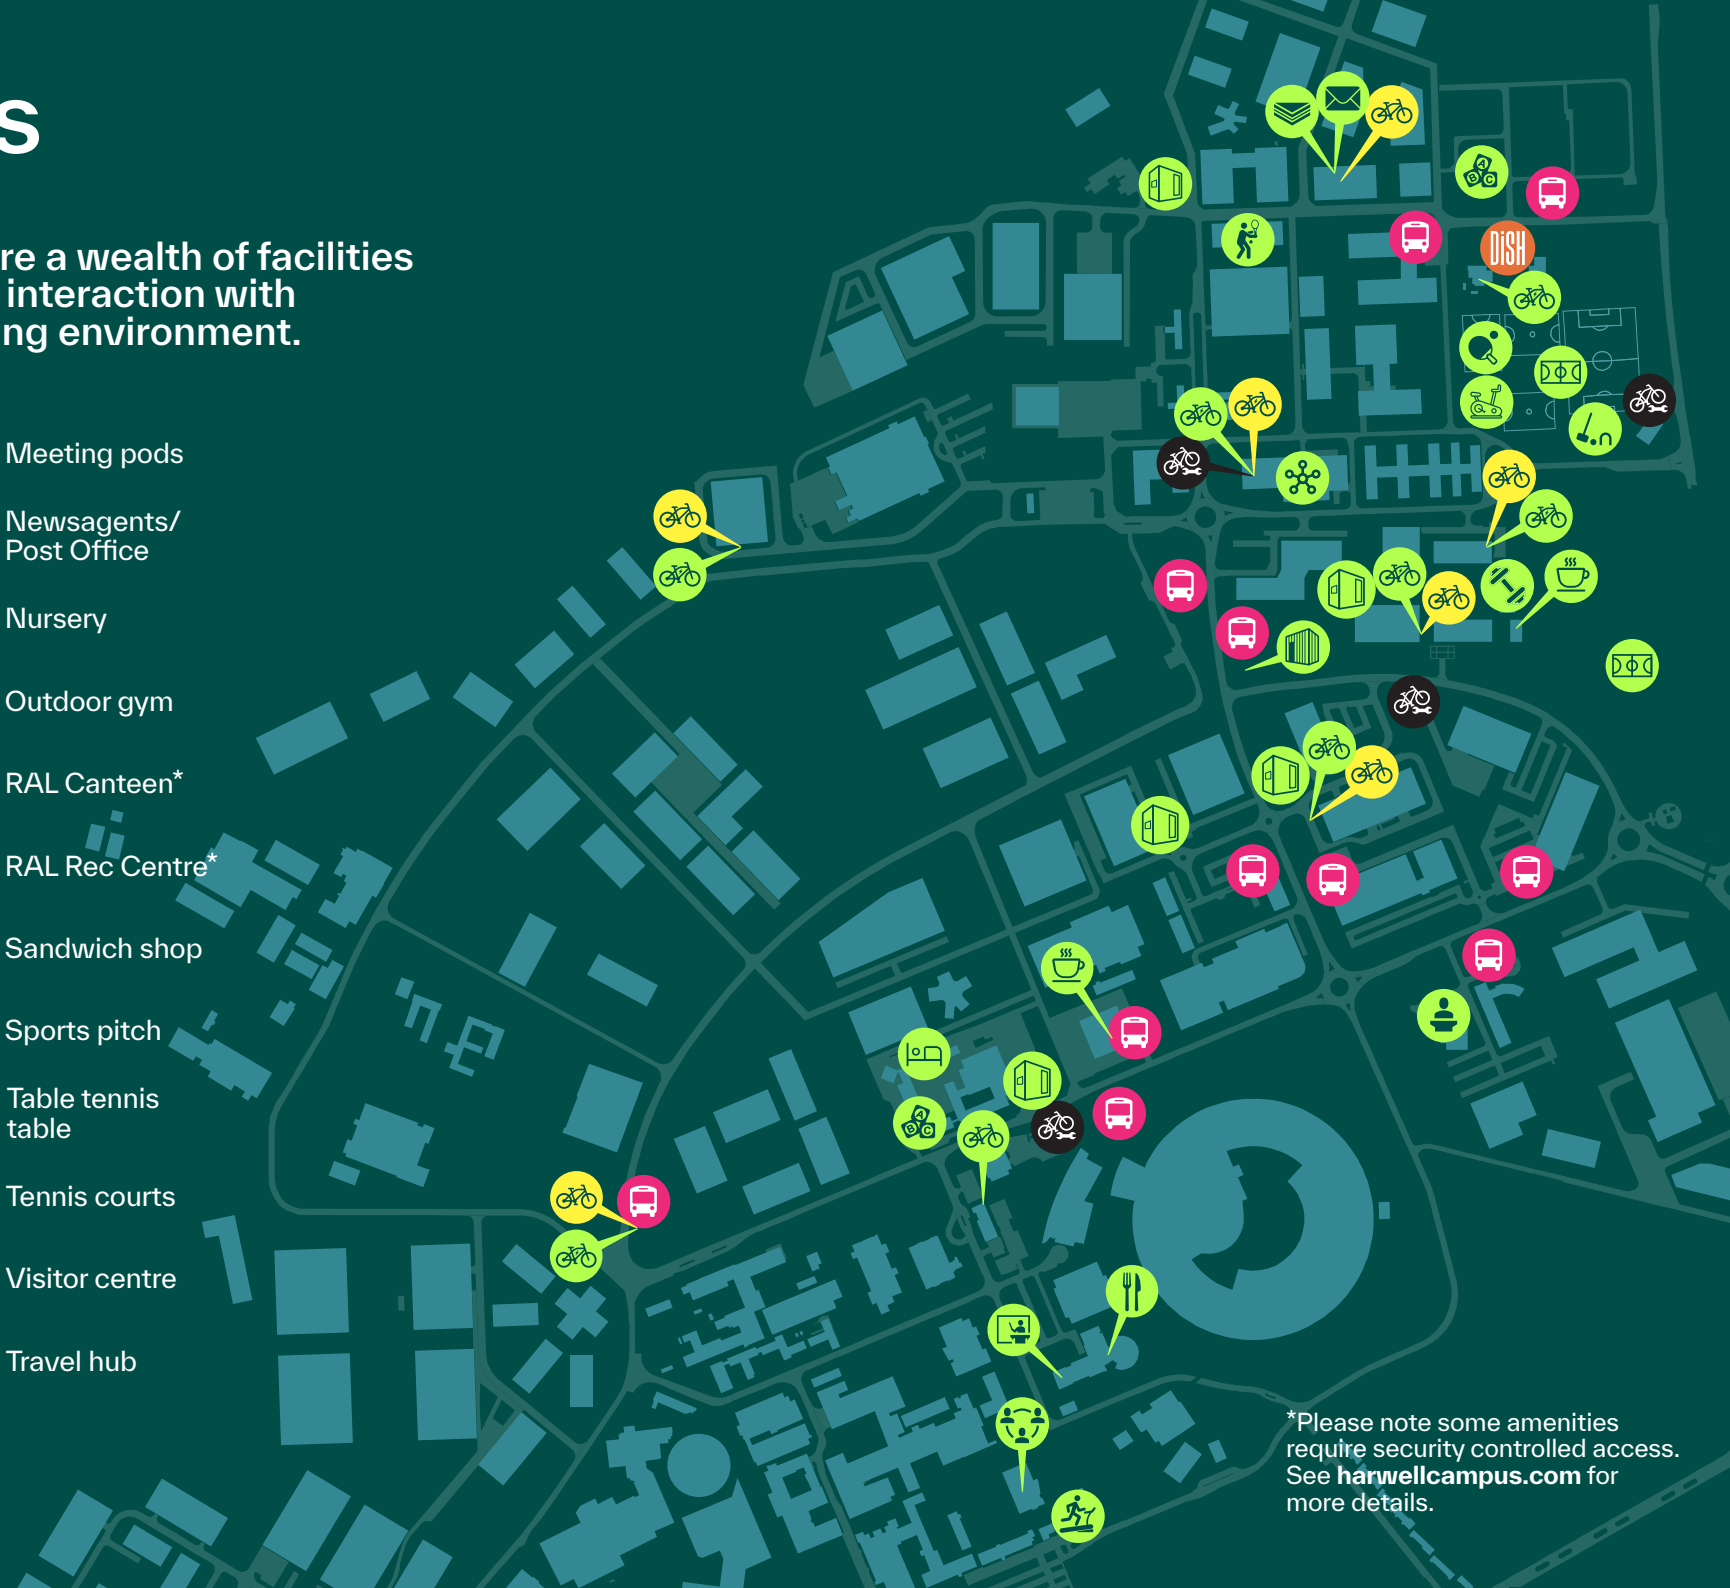 s
re a wealth of facilities
interaction with
ng environment.
Meeting pods
Newsagents/
Post Office
Nursery
Outdoor gym
RAL Canteen*
RAL Rec Centre*
Sandwich shop
Sports pitch
Table tennis
table
Tennis courts
Visitor centre
Travel hub
A
B C
DiSH
A
B C
*Please note some amenities
require security controlled access.
See harwellcampus.com for
more details.